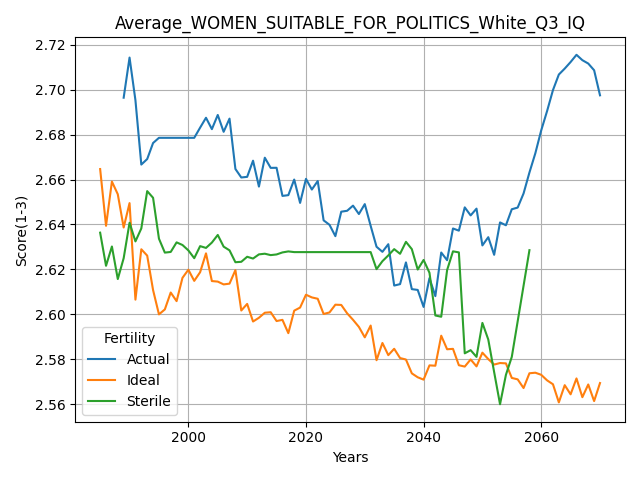 Average_WOMEN_SUITABLE_FOR_POLITICS_White_Q3_IQ
Score(1-3)
2.72
2.70
2.68
2.66
2.64
2.62
2.60
2.58
2.56
Fertility
Actual
Ideal
Sterile
2000
2020
2040
2060
Years